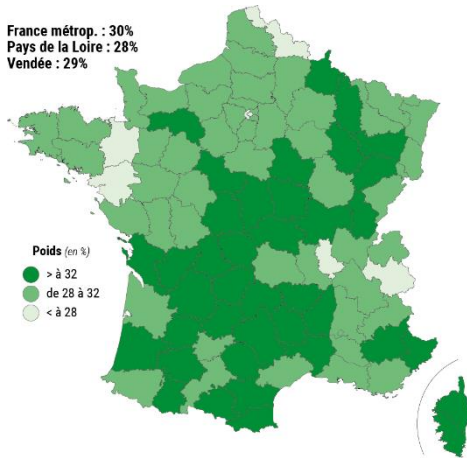 France métrop. : 30%
Pays de la Loire : 28%
Vendée : 29%
Poids (en %)
> à 32
de 28 à 32
< à 28